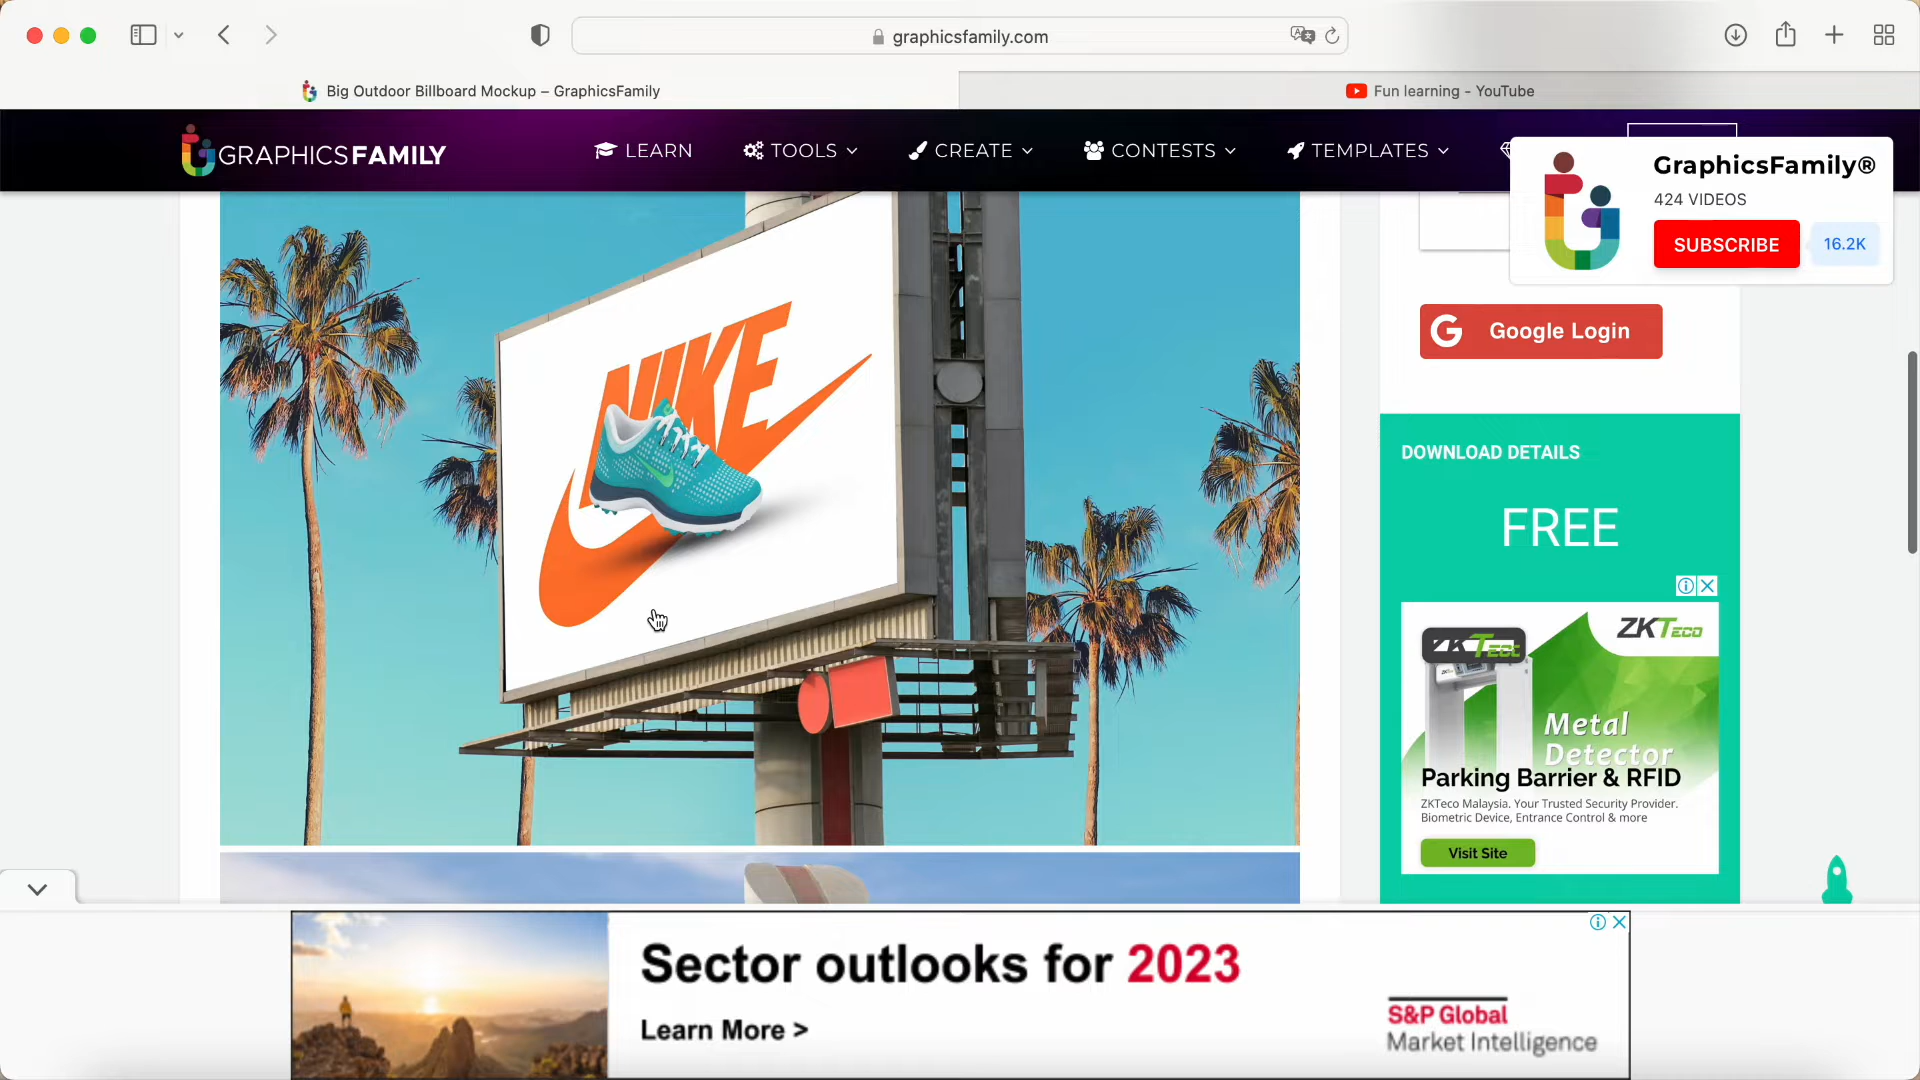 graphicsfamily.com
Big Outdoor Billboard Mockup – GraphicsFamily
Fun learning - YouTube
GRAPHICSFAMILY
LEARN
TOOLS
CREATE
CONTESTS
TEMPLATES
GraphicsFamily®
424 VIDEOS
SUBSCRIBE
16.2K
NIKE
G Google Login
DOWNLOAD DETAILS
FREE
ZKTeco
ZKTeco
Metal
Detector
Parking Barrier & RFID
ZKTeco Malaysia. Your Trusted Security Provider.
Biometric Device, Entrance Control & more
Visit Site
Sector outlooks for 2023
Learn More >
S&P Global
Market Intelligence